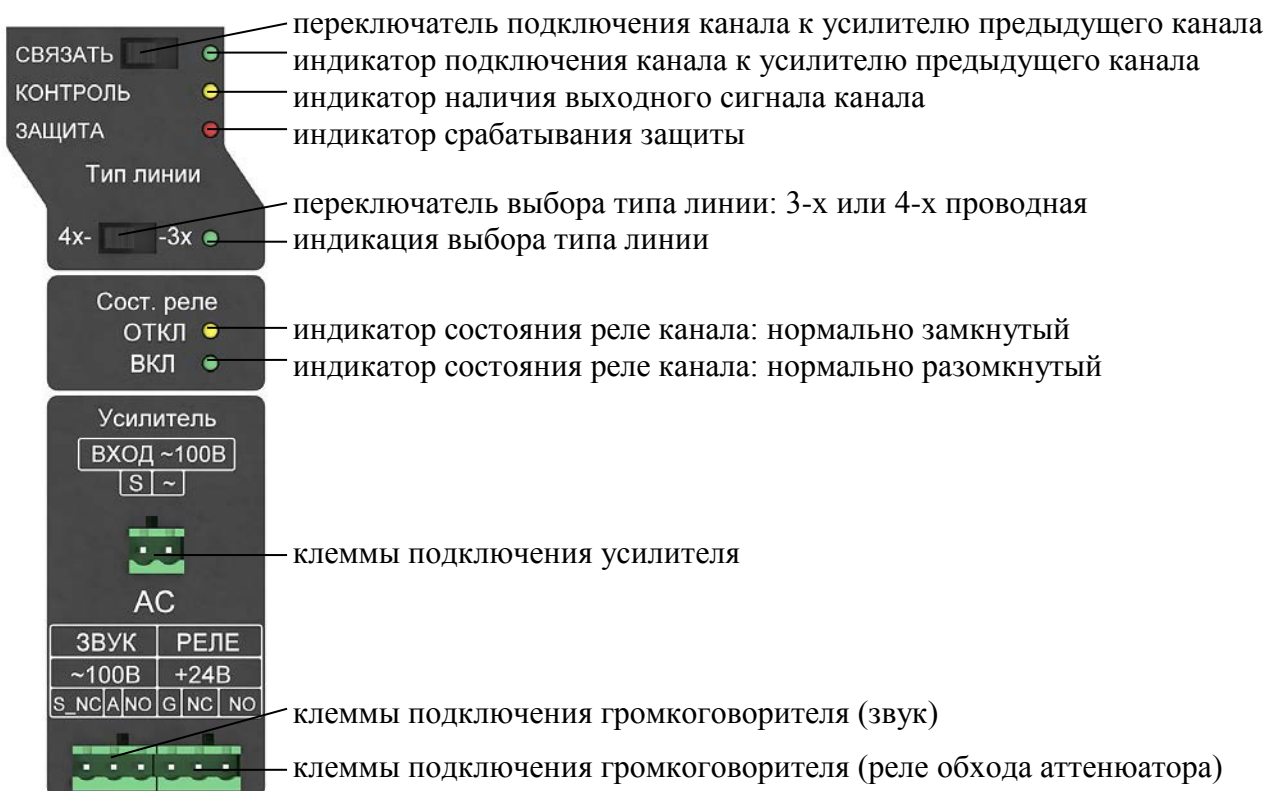 переключатель подключения канала к усилителю предыдущего канала
СВЯЗАТЬ
индикатор подключения канала к усилителю предыдущего канала
КОНТРОЛЬ
индикатор наличия выходного сигнала канала
ЗАЩИТА
индикатор срабатывания защиты
Тип линии
переключатель выбора типа линии: 3-х или 4-х проводная
4х- -3х
индикация выбора типа линии
Сост. реле
ОТКЛ
индикатор состояния реле канала: нормально замкнутый
ВКЛ
индикатор состояния реле канала: нормально разомкнутый
Усилитель
ВХОД ~100В
S ~
клеммы подключения усилителя
АС
ЗВУК РЕЛЕ
~100В +24В
S_NC A NO G NC NO
клеммы подключения громкоговорителя (звук)
клеммы подключения громкоговорителя (реле обхода аттенюатора)